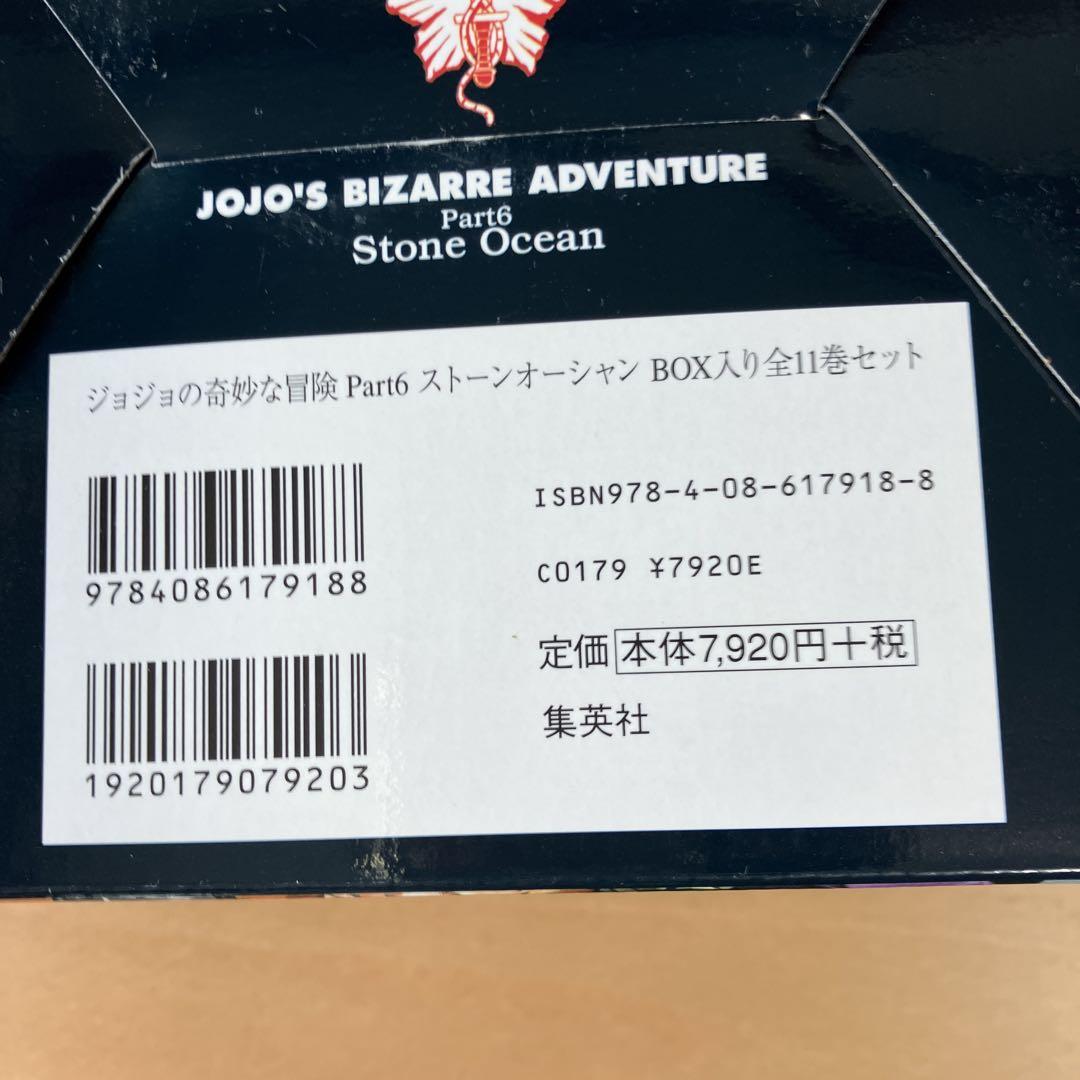 JOJO'S BIZARRE ADVENTURE
Part6
Stone Ocean
ジョジョの奇妙な冒険 Part6 ストーンオーシャン BOX入り全11巻セット
9784086179188
1920179079203
ISBN978-4-08-617918-8
C0179 ¥7920E
定価 本体7,920円+税
集英社